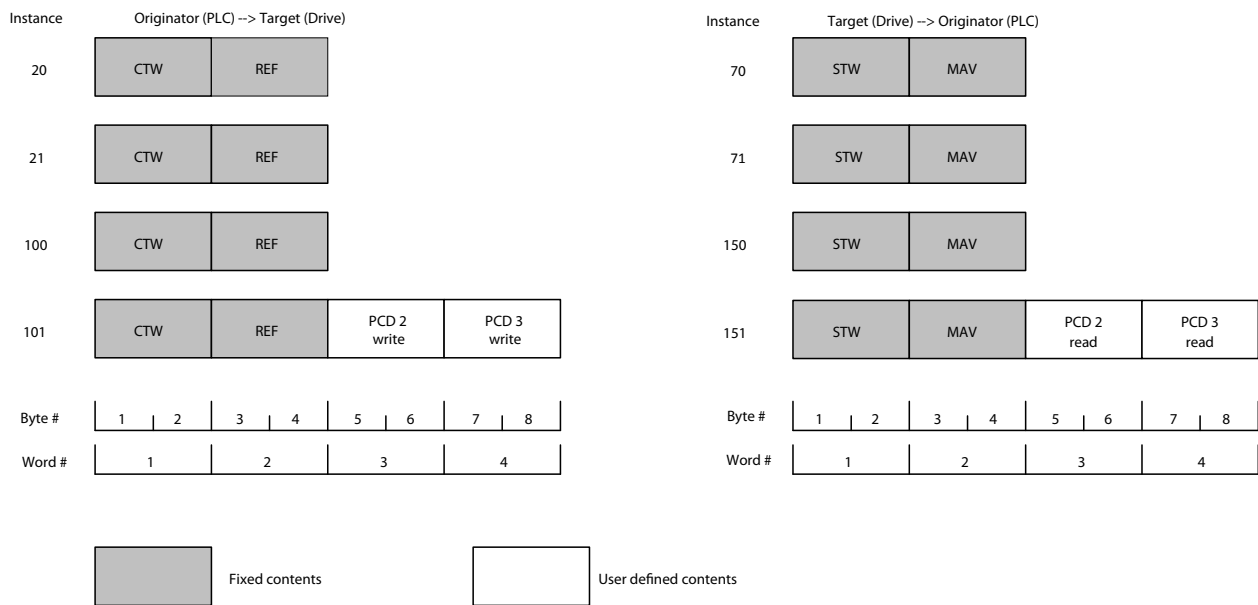 Instance Originator (PLC) --> Target (Drive)
20 CTW REF
21 CTW REF
100 CTW REF
101 CTW REF PCD 2 write PCD 3 write
Byte # 1 2 3 4 5 6 7 8
Word # 1 2 3 4
Instance Target (Drive) --> Originator (PLC)
70 STW MAV
71 STW MAV
150 STW MAV
151 STW MAV PCD 2 read PCD 3 read
Byte # 1 2 3 4 5 6 7 8
Word # 1 2 3 4
Fixed contents
User defined contents